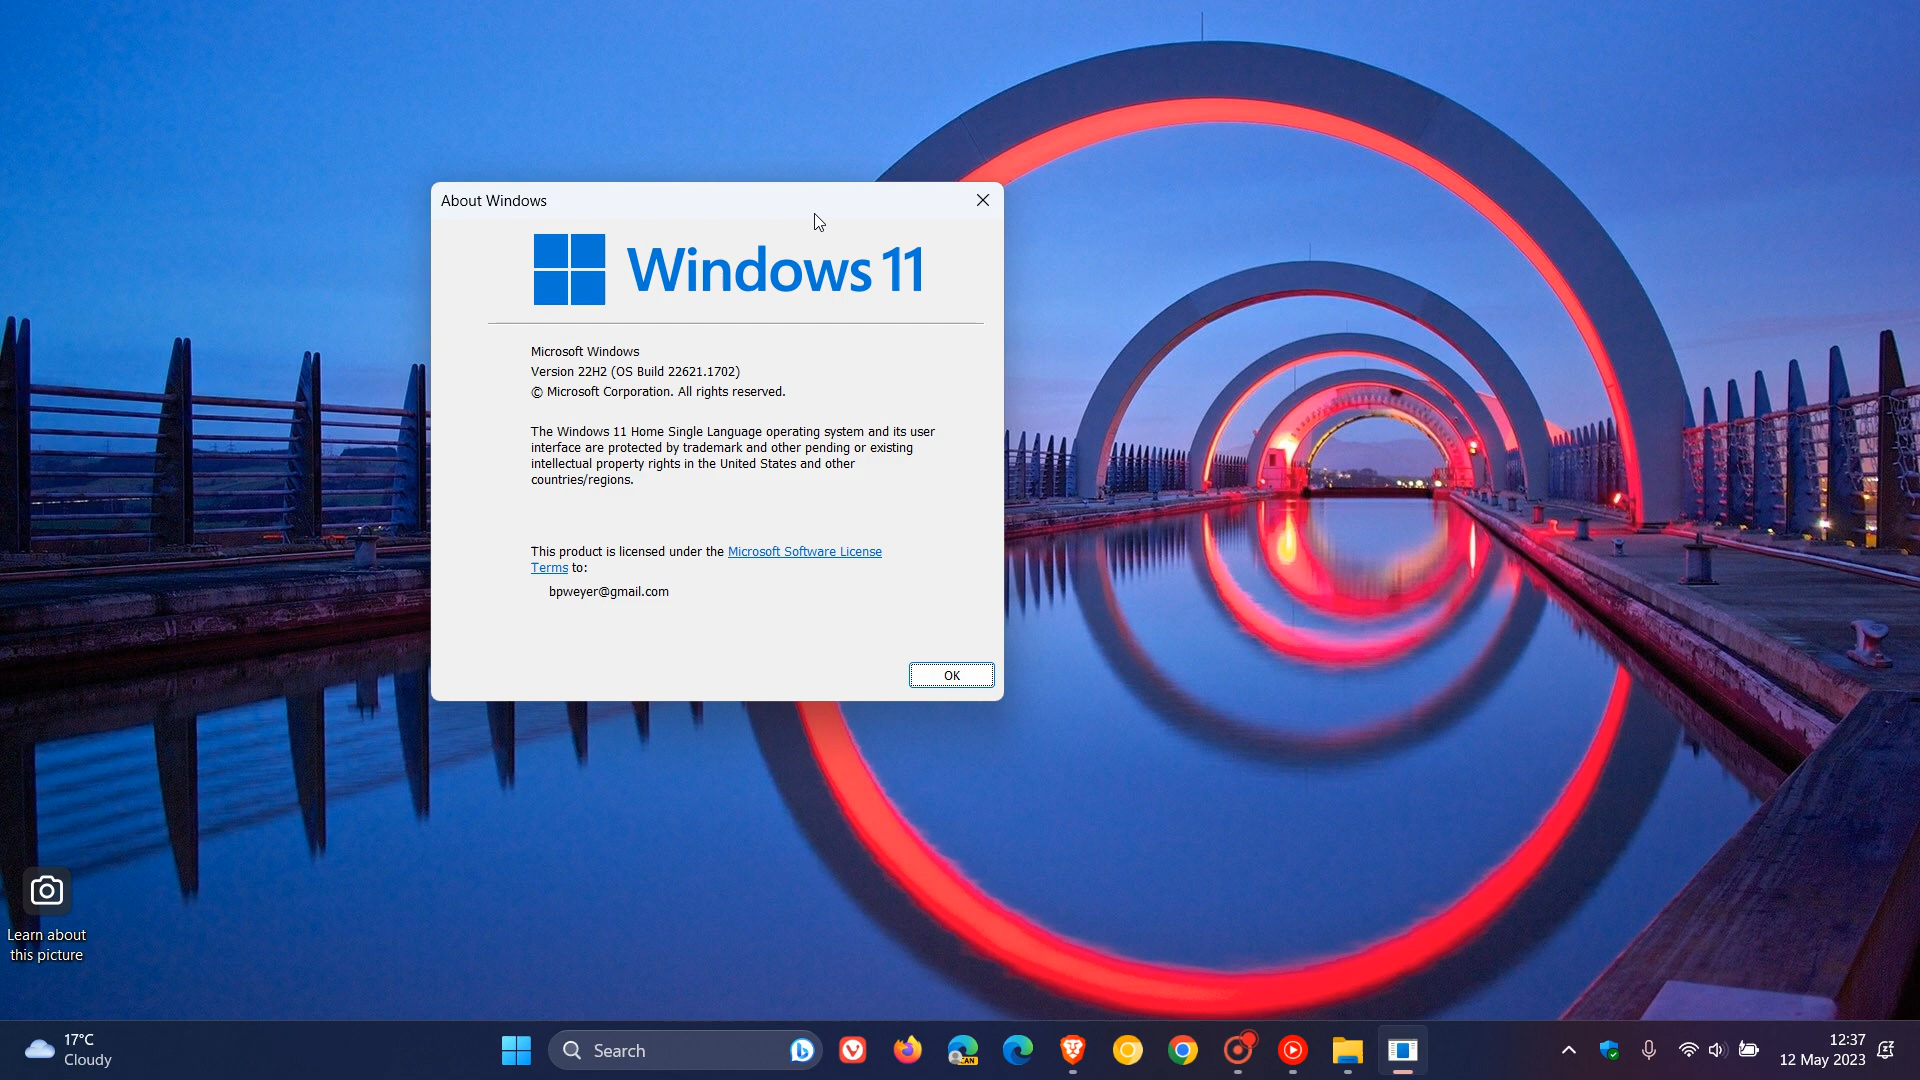 About Windows
Windows 11
Microsoft Windows
Version 22H2 (OS Build 22621.1702)
© Microsoft Corporation. All rights reserved.
The Windows 11 Home Single Language operating system and its user
interface are protected by trademark and other pending or existing
intellectual property rights in the United States and other
countries/regions.
This product is licensed under the Microsoft Software License
Terms to:
bpweyer@gmail.com
OK
Learn about
this picture
17°C
Cloudy
Search
CAN
12:37
12 May 2023